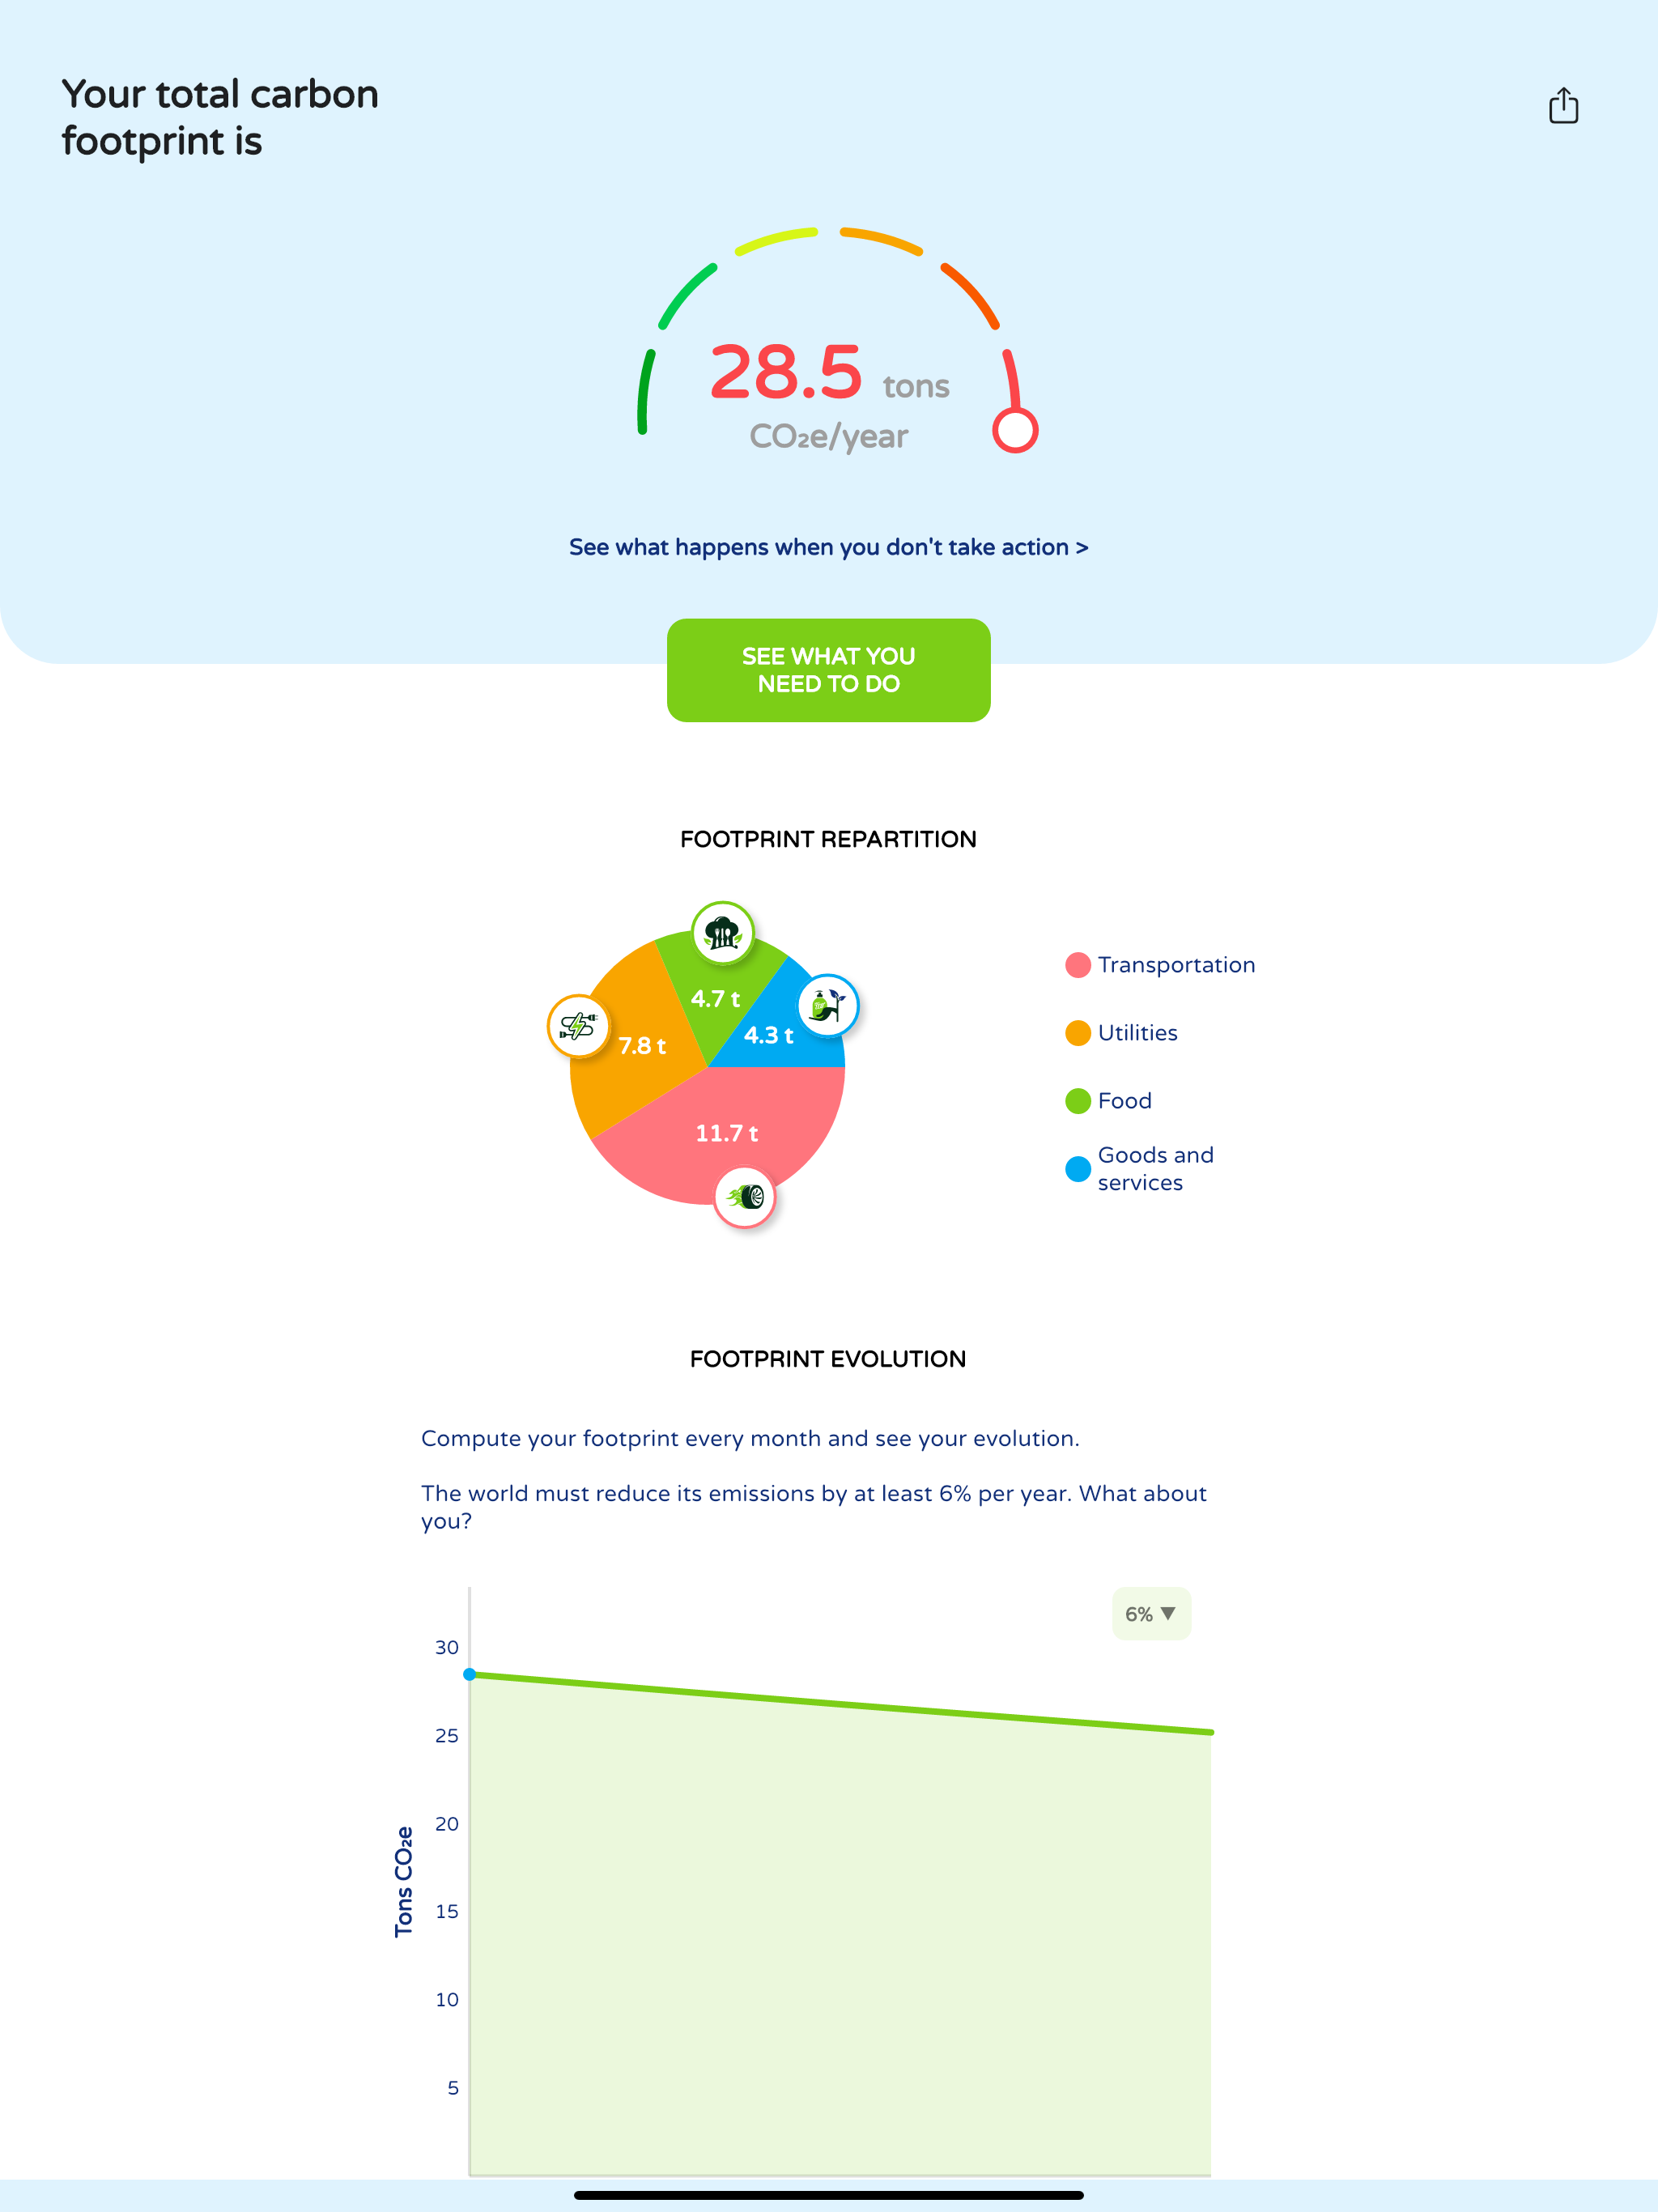 Your total carbon
footprint is
28.5 tons
CO₂e/year
See what happens when you don't take action >
SEE WHAT YOU
NEED TO DO
FOOTPRINT REPARTITION
4.7 t
4.3 t
7.8 t
11.7 t
Transportation
Utilities
Food
Goods and
services
FOOTPRINT EVOLUTION
Compute your footprint every month and see your evolution.
The world must reduce its emissions by at least 6% per year. What about
you?
6% ▼
30
25
20
15
10
5
Tons CO₂e